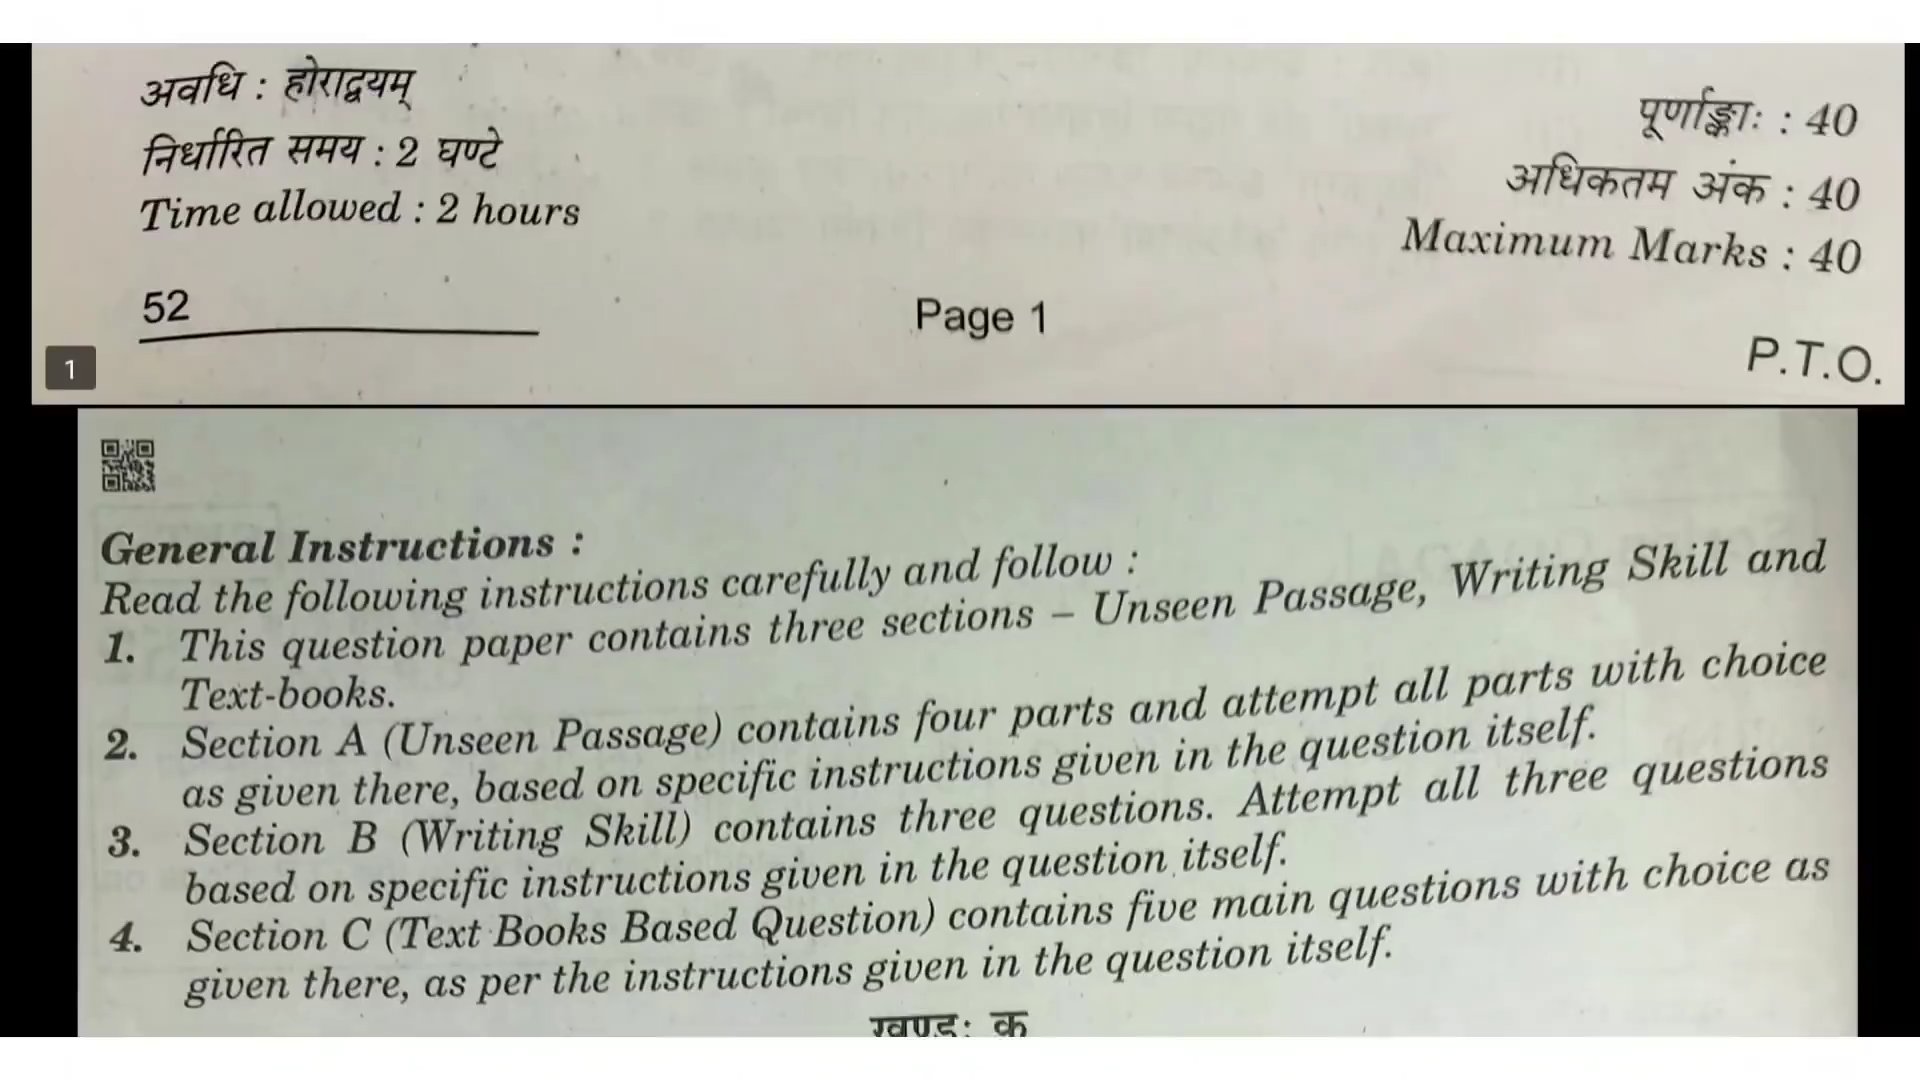 अवधि : होराद्वयम्
निर्धारित समय : 2 घण्टे
Time allowed : 2 hours
पूर्णाङ्काः : 40
अधिकतम अंक : 40
Maximum Marks : 40
52
Page 1
P.T.O.
1
General Instructions :
Read the following instructions carefully and follow :
1. This question paper contains three sections – Unseen Passage, Writing Skill and
Text-books.
2. Section A (Unseen Passage) contains four parts and attempt all parts with choice
as given there, based on specific instructions given in the question itself.
3. Section B (Writing Skill) contains three questions. Attempt all three questions
based on specific instructions given in the question itself.
4. Section C (Text Books Based Question) contains five main questions with choice as
given there, as per the instructions given in the question itself.
खण्डः क